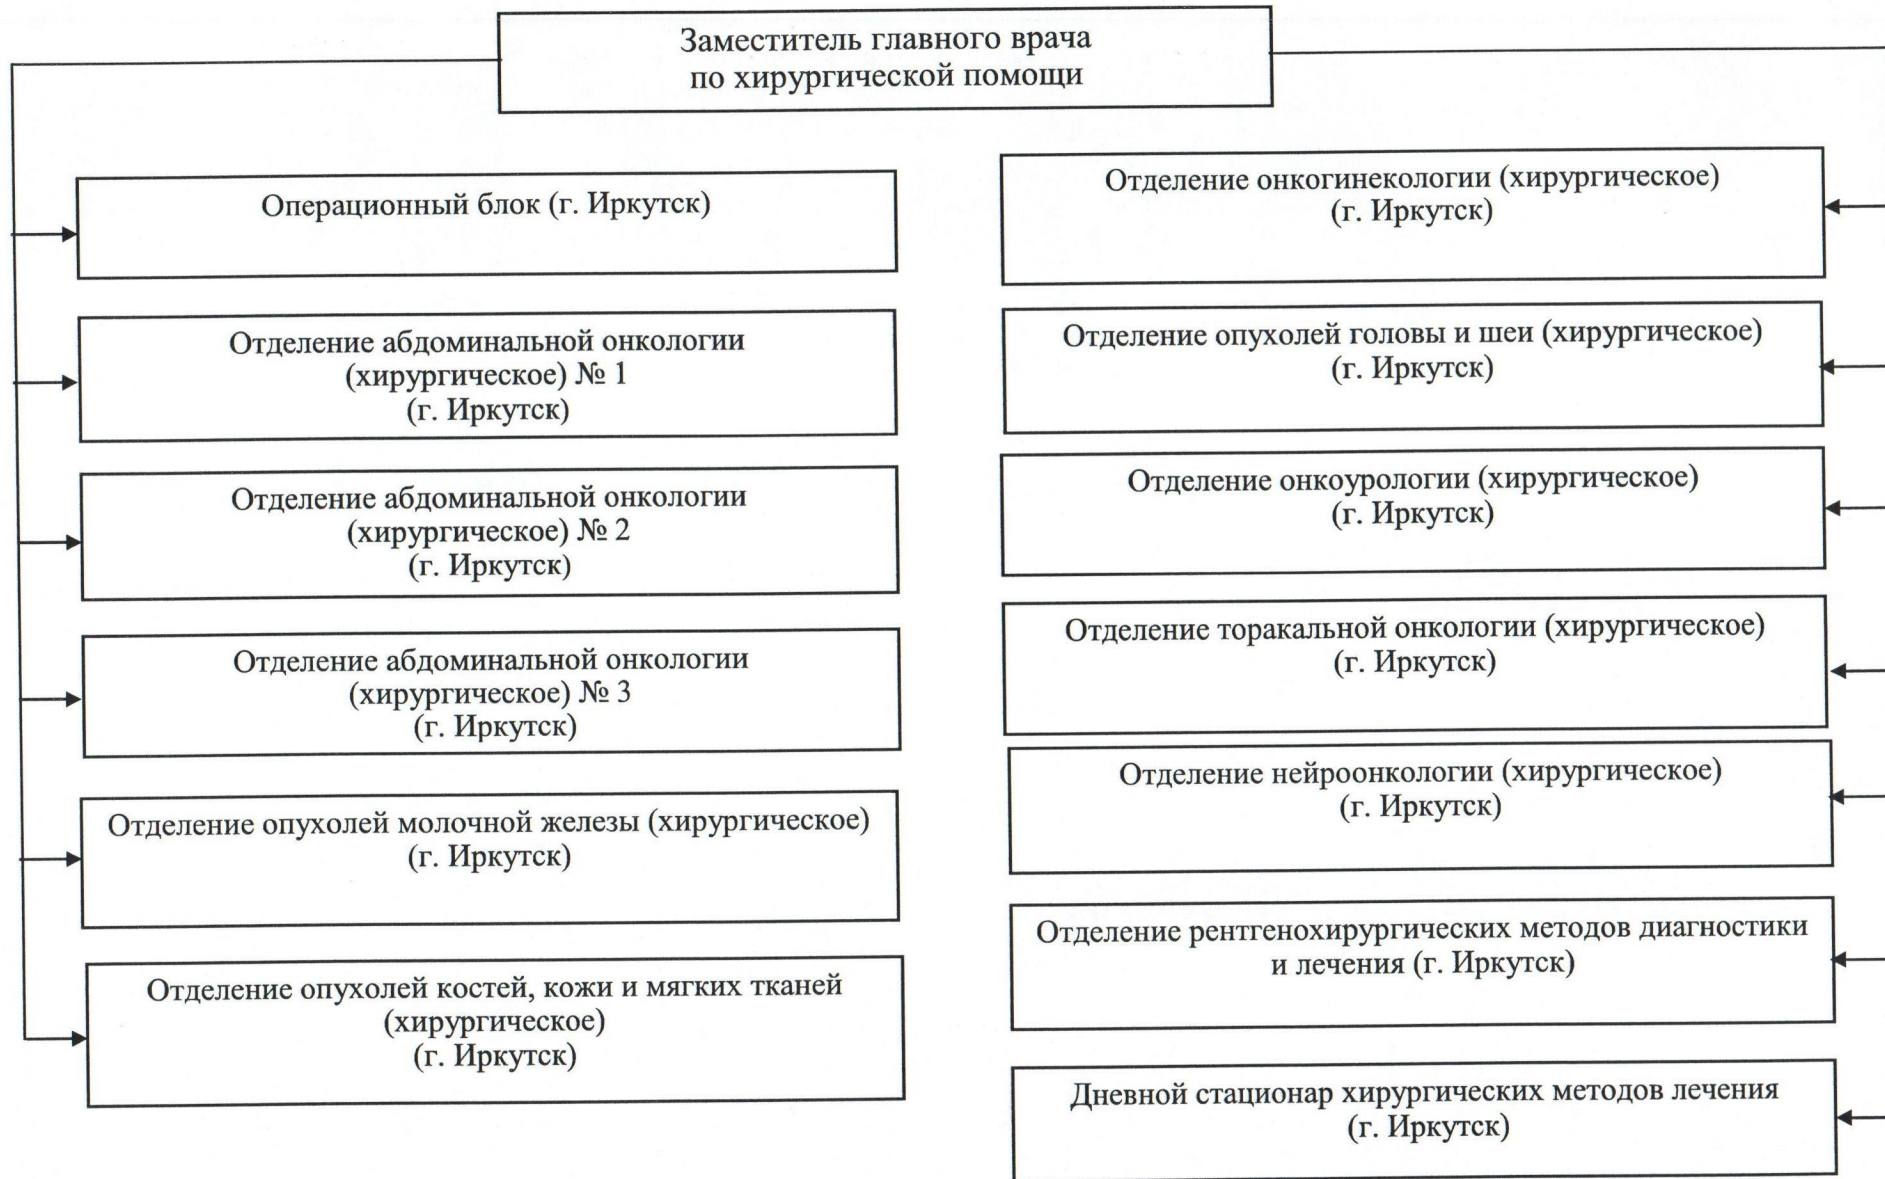 Заместитель главного врача
по хирургической помощи
Операционный блок (г. Иркутск)
Отделение абдоминальной онкологии
(хирургическое) № 1
(г. Иркутск)
Отделение абдоминальной онкологии
(хирургическое) № 2
(г. Иркутск)
Отделение абдоминальной онкологии
(хирургическое) № 3
(г. Иркутск)
Отделение опухолей молочной железы (хирургическое)
(г. Иркутск)
Отделение опухолей костей, кожи и мягких тканей
(хирургическое)
(г. Иркутск)
Отделение онкогинекологии (хирургическое)
(г. Иркутск)
Отделение опухолей головы и шеи (хирургическое)
(г. Иркутск)
Отделение онкоурологии (хирургическое)
(г. Иркутск)
Отделение торакальной онкологии (хирургическое)
(г. Иркутск)
Отделение нейроонкологии (хирургическое)
(г. Иркутск)
Отделение рентгенохирургических методов диагностики
и лечения (г. Иркутск)
Дневной стационар хирургических методов лечения
(г. Иркутск)